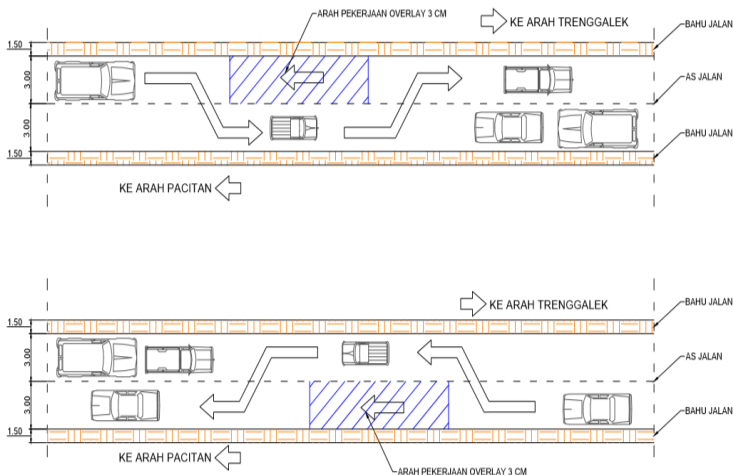 ARAH PEKERJAAN OVERLAY 3 CM
KE ARAH TRENGGALEK
BAHU JALAN
1.50
3.00
AS JALAN
3.00
BAHU JALAN
1.50
KE ARAH PACITAN
KE ARAH TRENGGALEK
BAHU JALAN
1.50
3.00
AS JALAN
3.00
BAHU JALAN
1.50
KE ARAH PACITAN
ARAH PEKERJAAN OVERLAY 3 CM